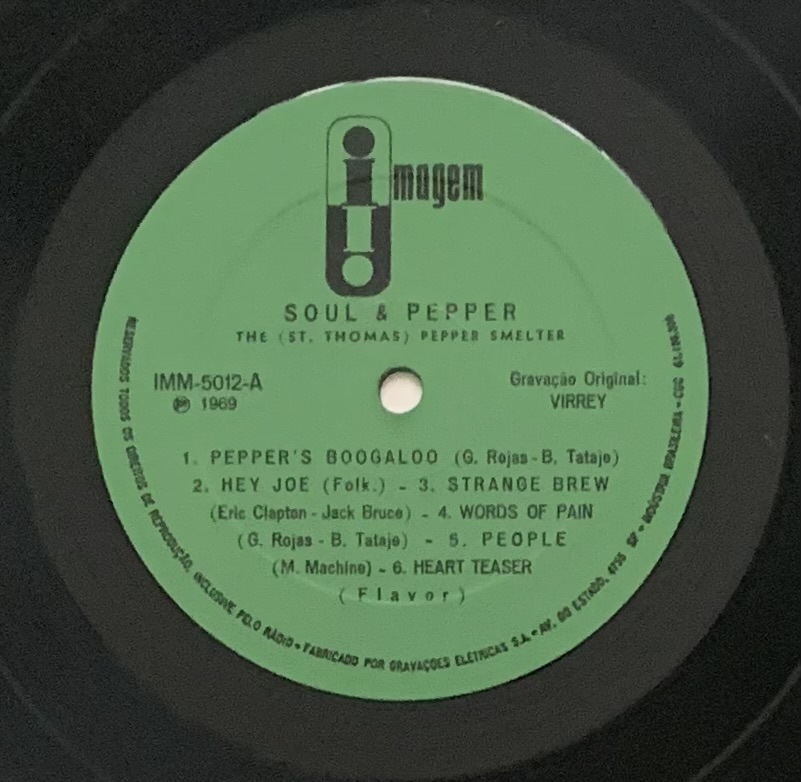 imagem
SOUL & PEPPER
THE (ST. THOMAS) PEPPER SMELTER
IMM-5012-A
℗ 1969
Gravação Original:
VIRREY
1. PEPPER'S BOOGALOO (G. Rojas - B. Tataje)
2. HEY JOE (Folk.) - 3. STRANGE BREW
(Eric Clapton - Jack Bruce) - 4. WORDS OF PAIN
(G. Rojas - B. Tataje) - 5. PEOPLE
(M. Machine) - 6. HEART TEASER
(Flavor)
RESERVADOS TODOS OS DIREITOS DE REPRODUÇÃO, INCLUSIVE PELO RÁDIO • FABRICADO POR GRAVAÇÕES ELÉTRICAS S.A. • AV. DO ESTADO, 4755 SP • INDÚSTRIA BRASILEIRA • CGC